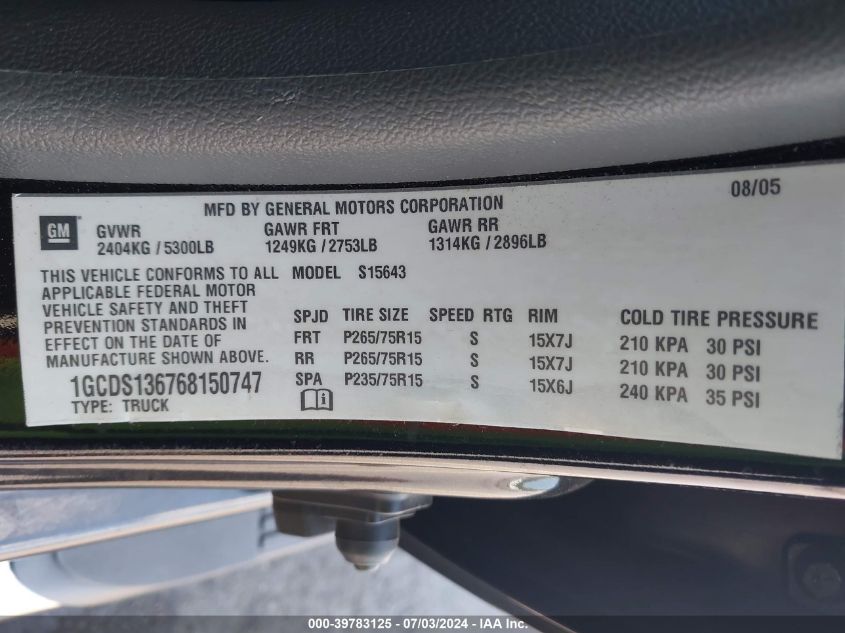 08/05
MFD BY GENERAL MOTORS CORPORATION
GM
GVWR GAWR FRT GAWR RR
2404KG / 5300LB 1249KG / 2753LB 1314KG / 2896LB
THIS VEHICLE CONFORMS TO ALL
APPLICABLE FEDERAL MOTOR
VEHICLE SAFETY AND THEFT
PREVENTION STANDARDS IN
EFFECT ON THE DATE OF
MANUFACTURE SHOWN ABOVE.
1GCDS136768150747
TYPE: TRUCK
MODEL S15643
SPJD TIRE SIZE SPEED RTG RIM COLD TIRE PRESSURE
FRT P265/75R15 S 15X7J 210 KPA 30 PSI
RR P265/75R15 S 15X7J 210 KPA 30 PSI
SPA P235/75R15 S 15X6J 240 KPA 35 PSI
000-39783125 - 07/03/2024 - IAA Inc.